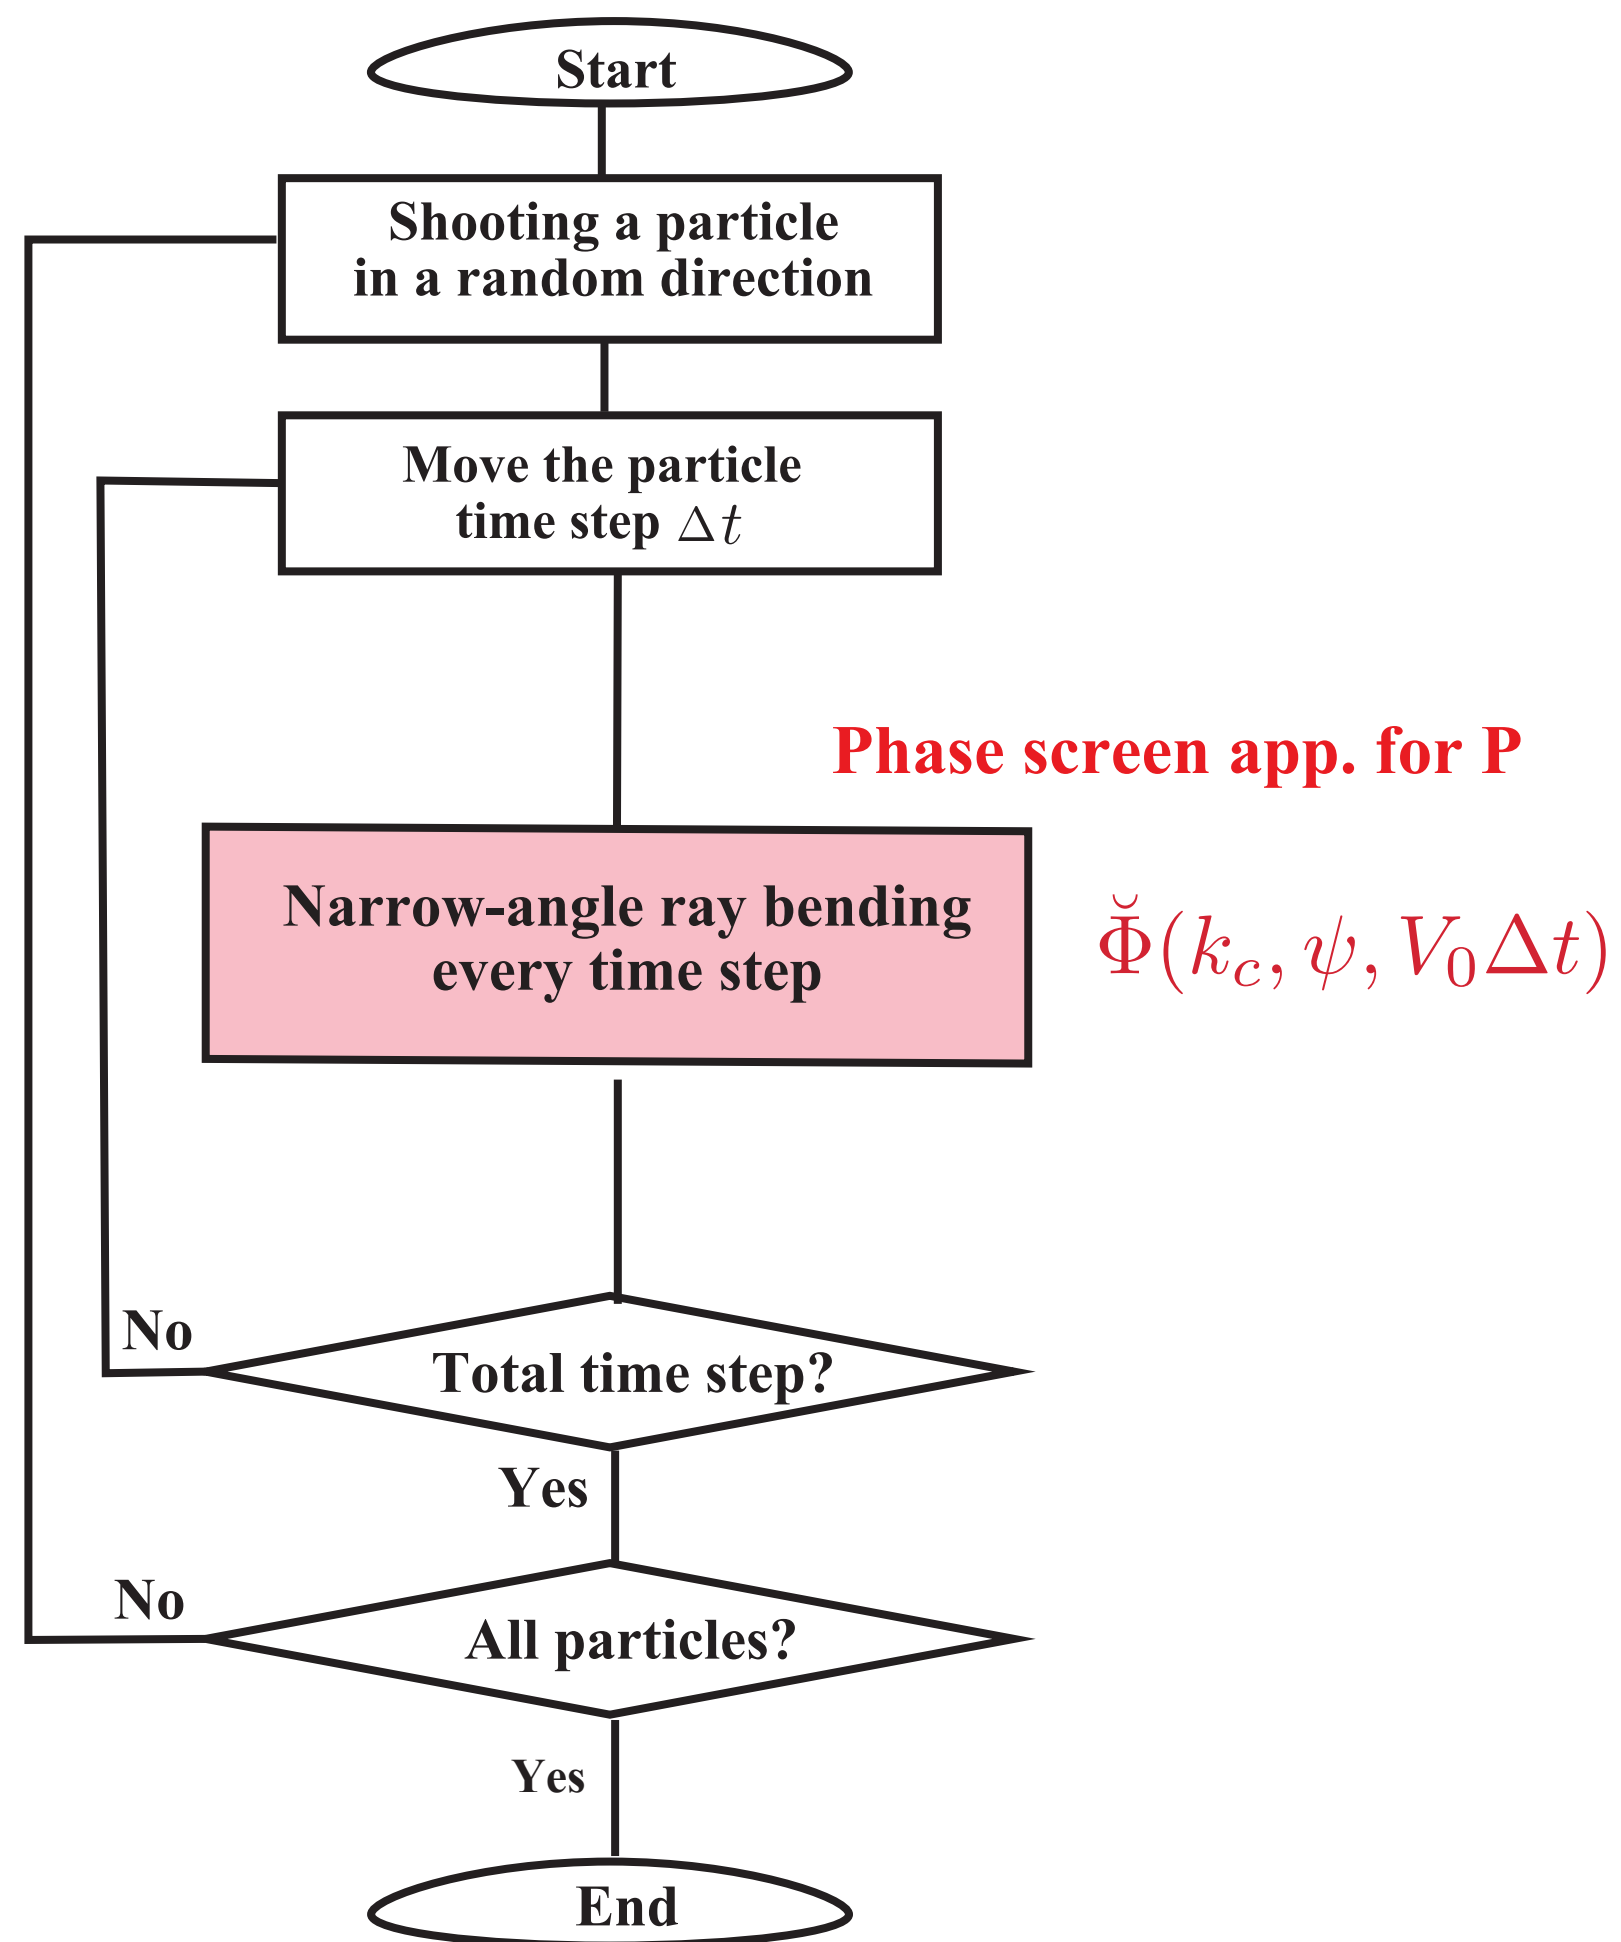 Start
Shooting a particle
in a random direction
Move the particle
time step Δt
Phase screen app. for P
Narrow-angle ray bending
every time step
Φ̆(k_c, ψ, V_0Δt)
No
Total time step?
Yes
No
All particles?
Yes
End